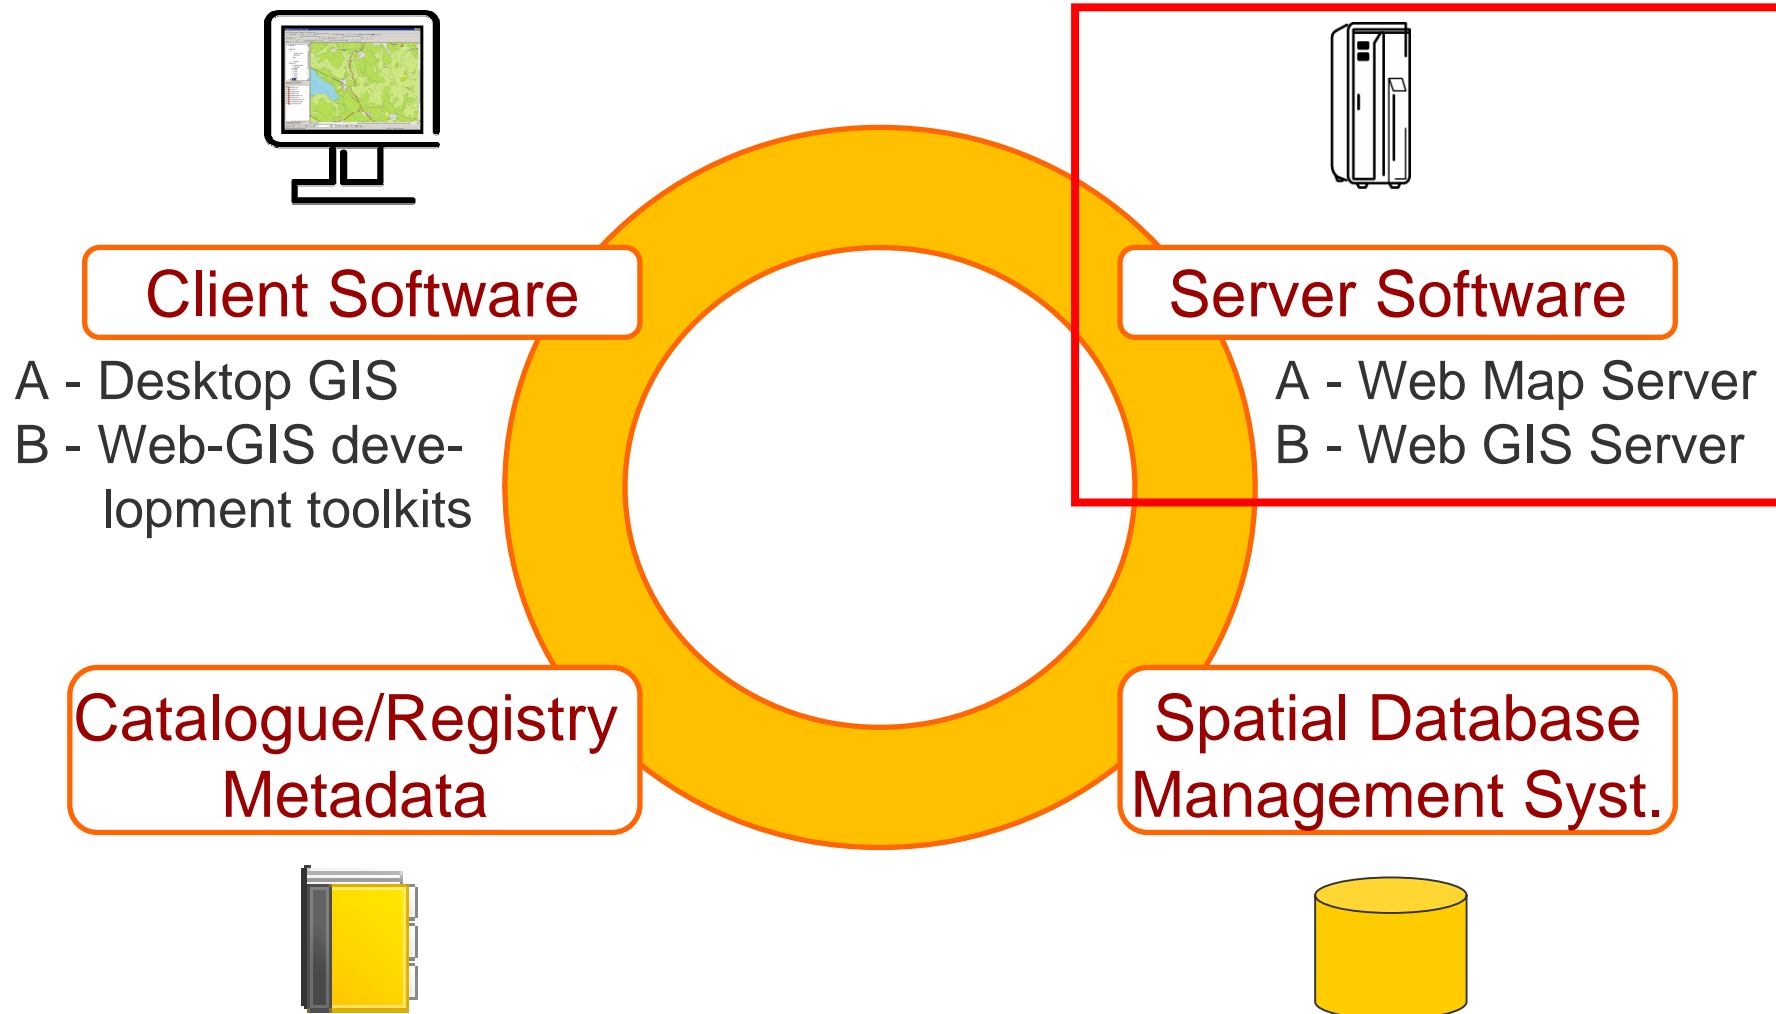 Client Software
A - Desktop GIS
B - Web-GIS deve-
lopment toolkits
Server Software
A - Web Map Server
B - Web GIS Server
Catalogue/Registry
Metadata
Spatial Database
Management Syst.